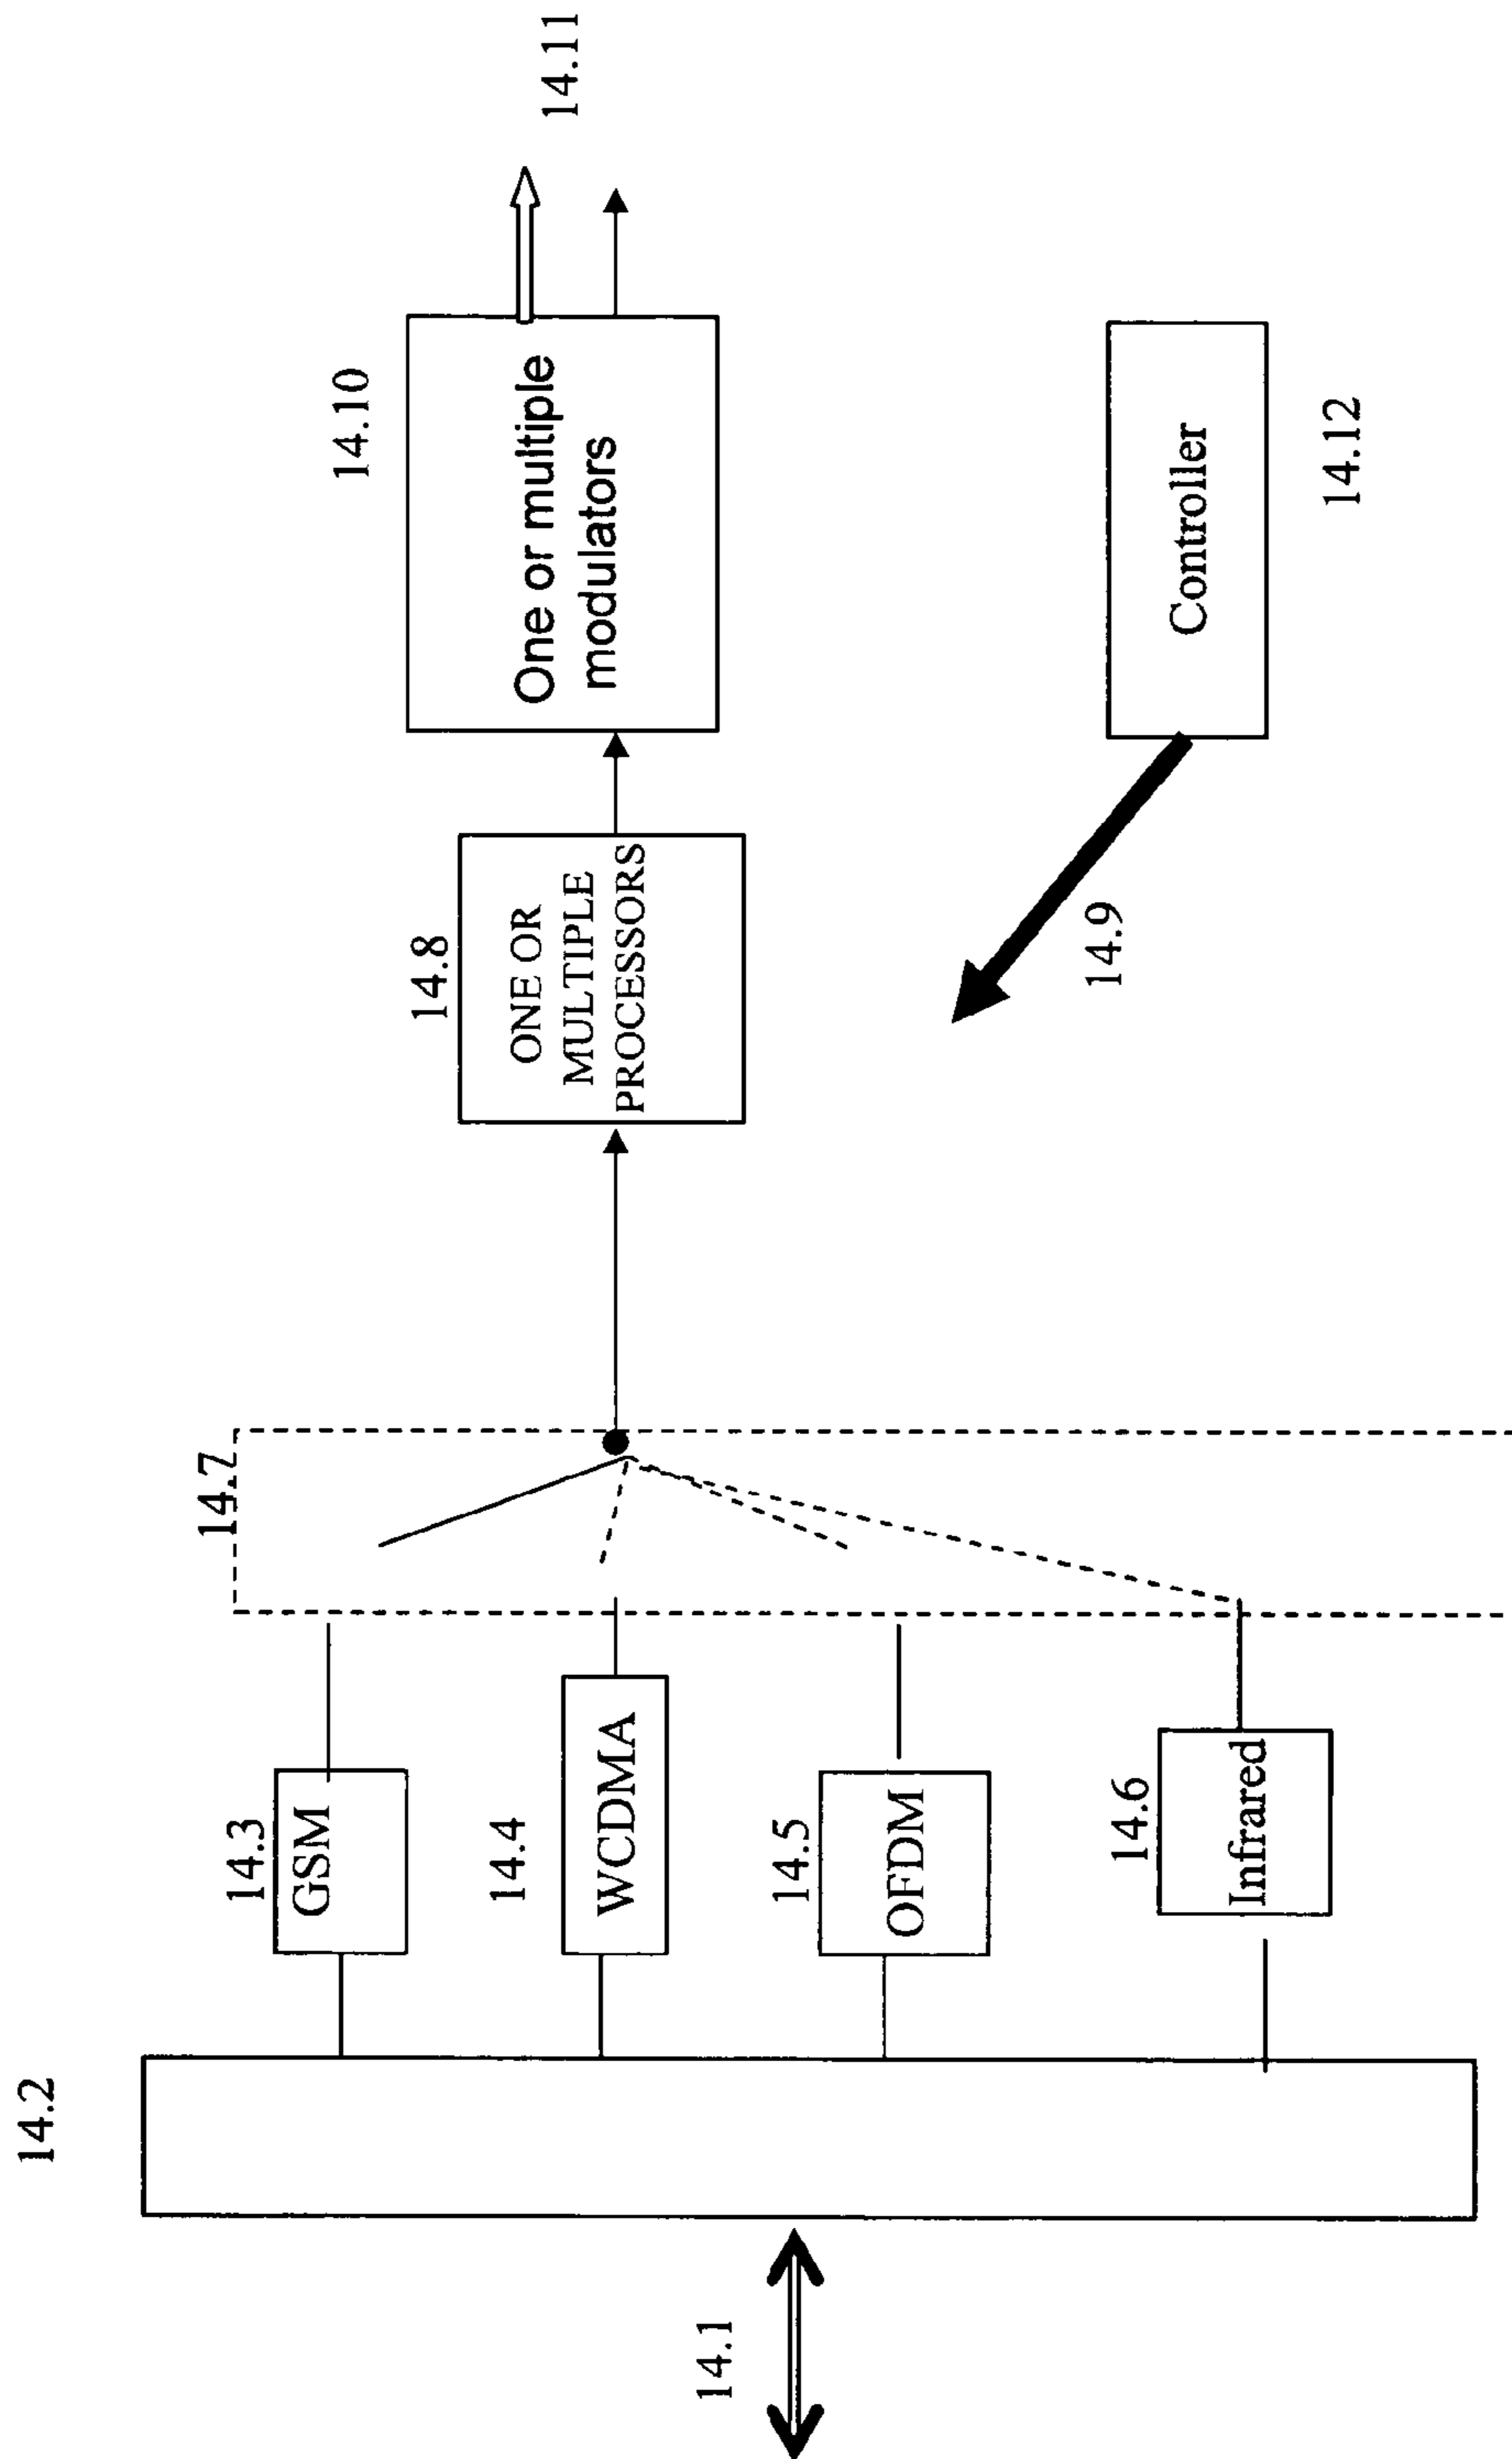 14.1
14.2
14.3
GSM
14.4
WCDMA
14.5
OFDM
14.6
Infrared
14.7
14.8
ONE OR
MULTIPLE
PROCESSORS
14.9
14.10
One or multiple
modulators
14.11
Controller
14.12